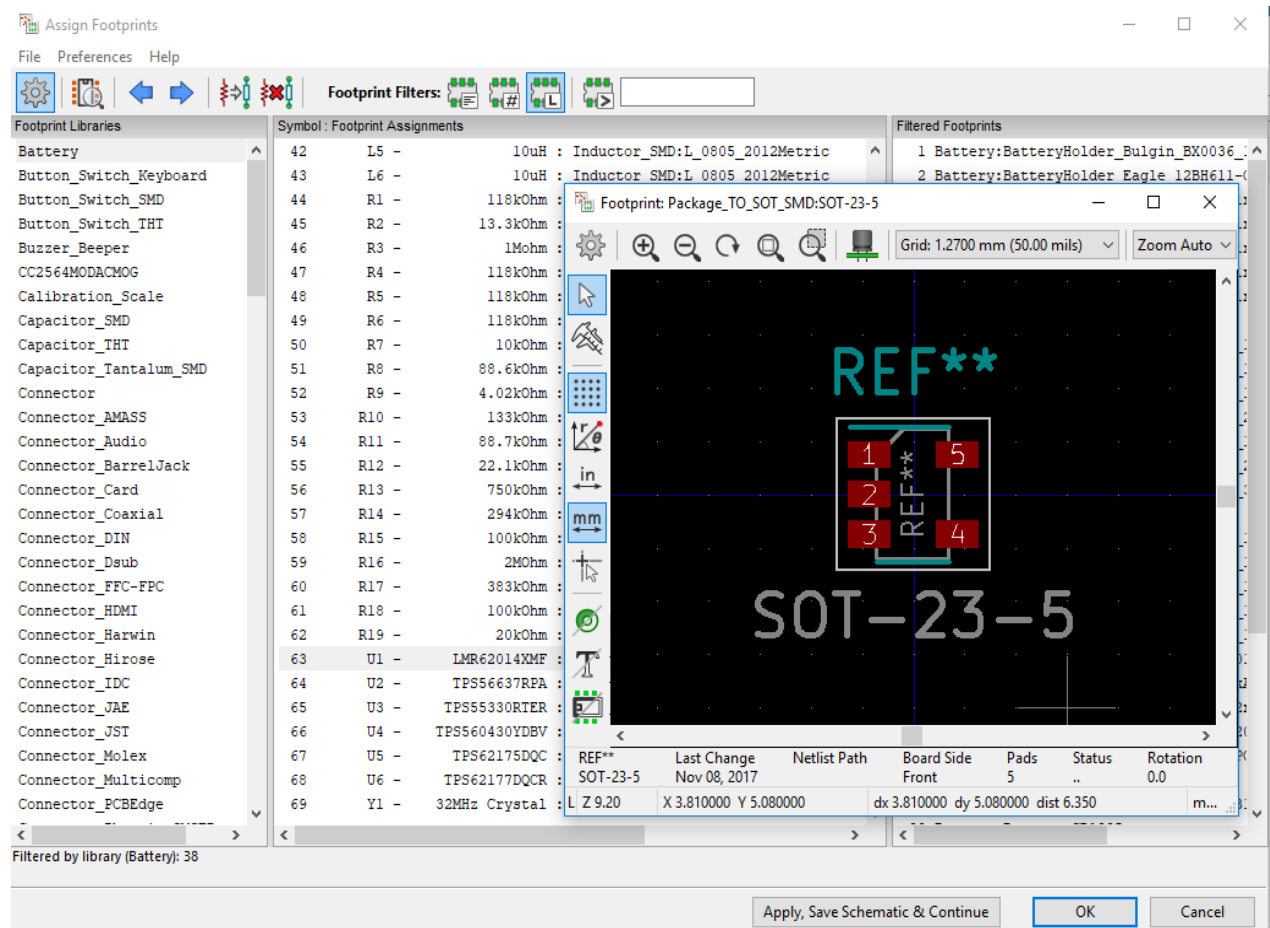 Assign Footprints
File Preferences Help
Footprint Filters:
Footprint Libraries
Battery
Button_Switch_Keyboard
Button_Switch_SMD
Button_Switch_THT
Buzzer_Beeper
CC2564MODACMOG
Calibration_Scale
Capacitor_SMD
Capacitor_THT
Capacitor_Tantalum_SMD
Connector
Connector_AMASS
Connector_Audio
Connector_BarrelJack
Connector_Card
Connector_Coaxial
Connector_DIN
Connector_Dsub
Connector_FFC-FPC
Connector_HDMI
Connector_Harwin
Connector_Hirose
Connector_IDC
Connector_JAE
Connector_JST
Connector_Molex
Connector_Multicomp
Connector_PCBEdge
Symbol : Footprint Assignments
42 L5 - 10uH : Inductor_SMD:L_0805_2012Metric
43 L6 - 10uH : Inductor_SMD:L_0805_2012Metric
44 R1 - 118kOhm :
45 R2 - 13.3kOhm :
46 R3 - 1Mohm :
47 R4 - 118kOhm :
48 R5 - 118kOhm :
49 R6 - 118kOhm :
50 R7 - 10kOhm :
51 R8 - 88.6kOhm :
52 R9 - 4.02kOhm :
53 R10 - 133kOhm :
54 R11 - 88.7kOhm :
55 R12 - 22.1kOhm :
56 R13 - 750kOhm :
57 R14 - 294kOhm :
58 R15 - 100kOhm :
59 R16 - 2MOhm :
60 R17 - 383kOhm :
61 R18 - 100kOhm :
62 R19 - 20kOhm :
63 U1 - LMR62014XMF :
64 U2 - TPS56637RPA :
65 U3 - TPS55330RTER :
66 U4 - TPS560430YDBV :
67 U5 - TPS62175DQC :
68 U6 - TPS62177DQCR :
69 Y1 - 32MHz Crystal :
Filtered Footprints
1 Battery:BatteryHolder_Bulgin_BX0036_
2 Battery:BatteryHolder_Eagle_12BH611-
Footprint: Package_TO_SOT_SMD:SOT-23-5
Grid: 1.2700 mm (50.00 mils) Zoom Auto
in
mm
REF**
1 5
2
3 4
REF**
SOT-23-5
REF** Last Change Netlist Path Board Side Pads Status Rotation
SOT-23-5 Nov 08, 2017 Front 5 .. 0.0
L Z 9.20 X 3.810000 Y 5.080000 dx 3.810000 dy 5.080000 dist 6.350 m...
Filtered by library (Battery): 38
Apply, Save Schematic & Continue OK Cancel